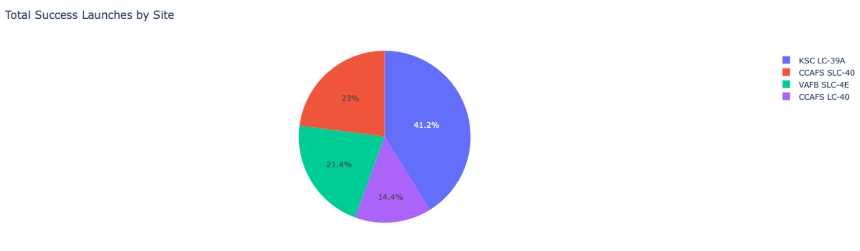 Total Success Launches by Site
KSC LC-39A
CCAFS SLC-40
VAFB SLC-4E
CCAFS LC-40
23%
41.2%
21.4%
14.4%